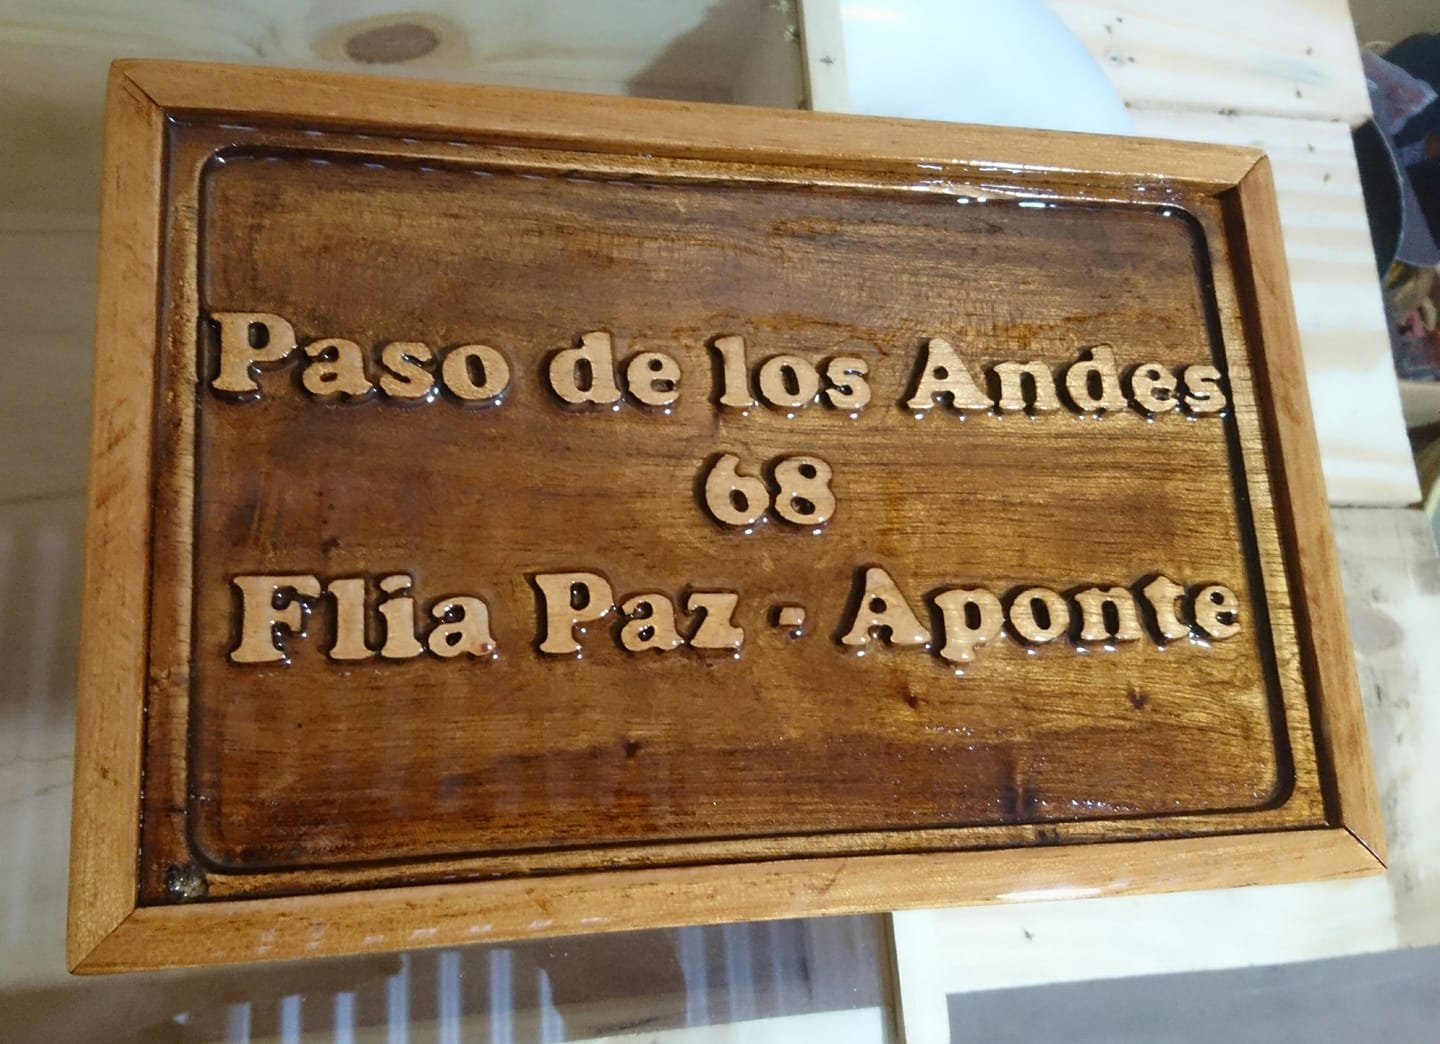 Paso de los Andes
68
Flia Paz - Aponte